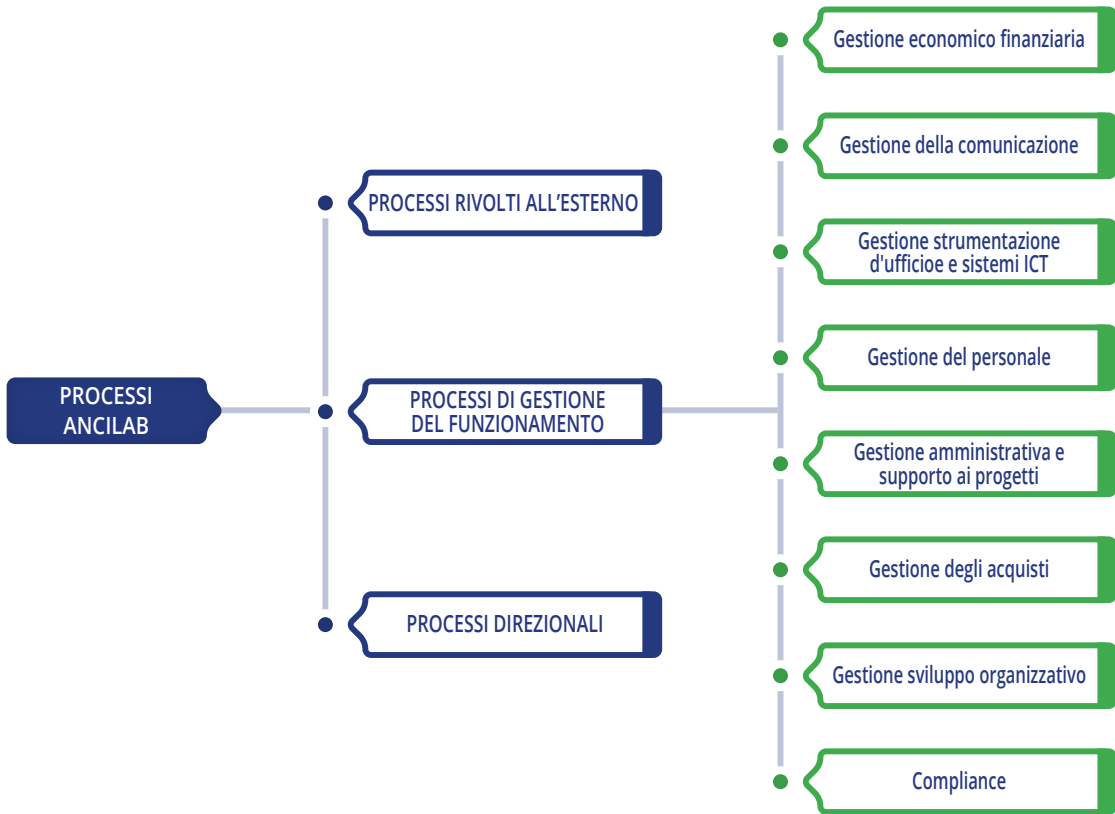 PROCESSI
ANCILAB
PROCESSI RIVOLTI ALL'ESTERNO
PROCESSI DI GESTIONE
DEL FUNZIONAMENTO
PROCESSI DIREZIONALI
Gestione economico finanziaria
Gestione della comunicazione
Gestione strumentazione
d'ufficioe e sistemi ICT
Gestione del personale
Gestione amministrativa e
supporto ai progetti
Gestione degli acquisti
Gestione sviluppo organizzativo
Compliance